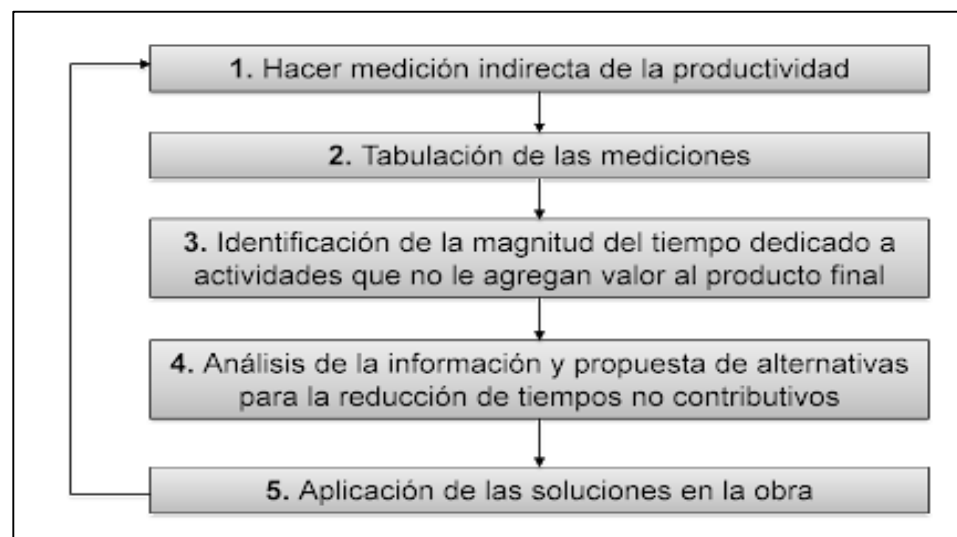 1. Hacer medición indirecta de la productividad
2. Tabulación de las mediciones
3. Identificación de la magnitud del tiempo dedicado a
actividades que no le agregan valor al producto final
4. Análisis de la información y propuesta de alternativas
para la reducción de tiempos no contributivos
5. Aplicación de las soluciones en la obra